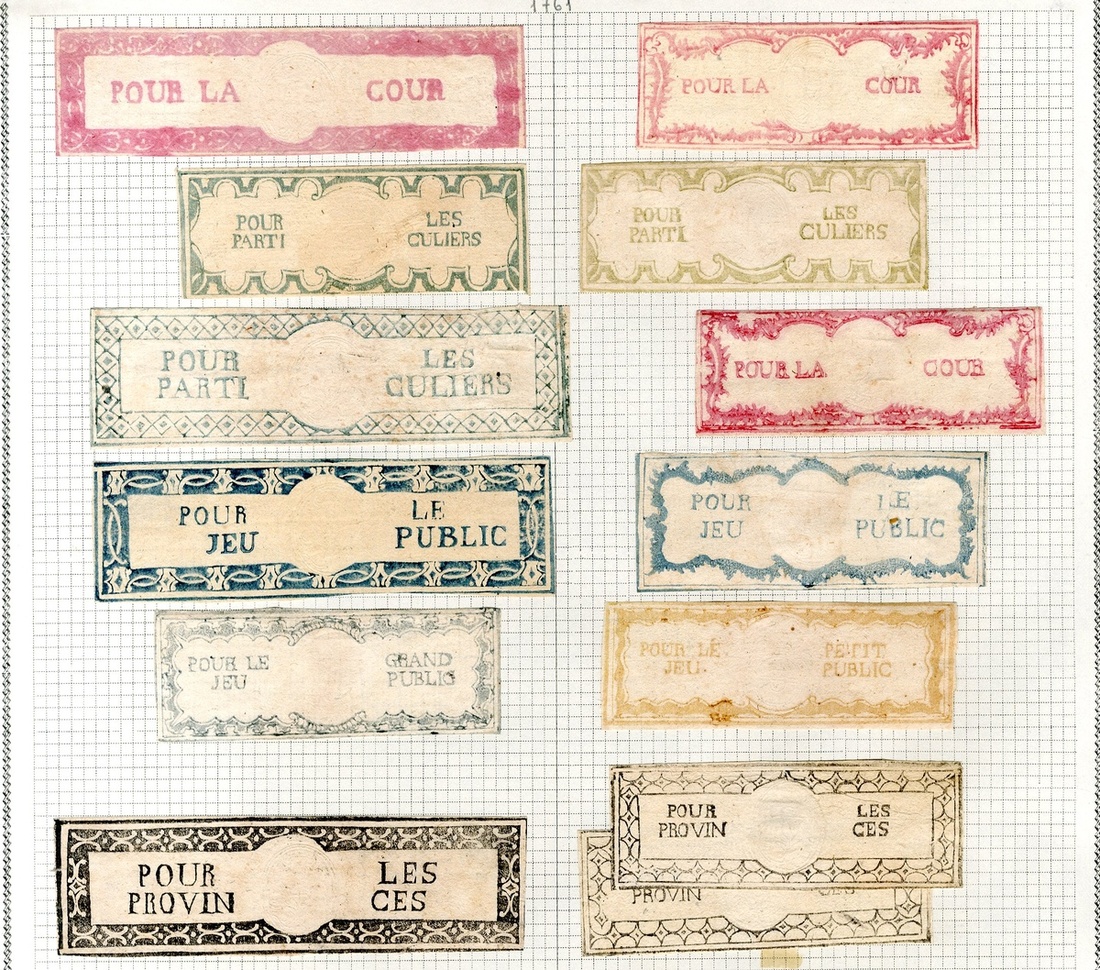 1761
POUR LA COUR
POUR LA COUR
POUR LES
PARTI CULIERS
POUR LES
PARTI CULIERS
POUR LES
PARTI CULIERS
POUR LA COUR
POUR LE
JEU PUBLIC
POUR LE
JEU PUBLIC
POUR LE GRAND
JEU PUBLIC
POUR LE PETIT
JEU PUBLIC
POUR LES
PROVIN CES
POUR LES
PROVIN CES
PROVIN CES